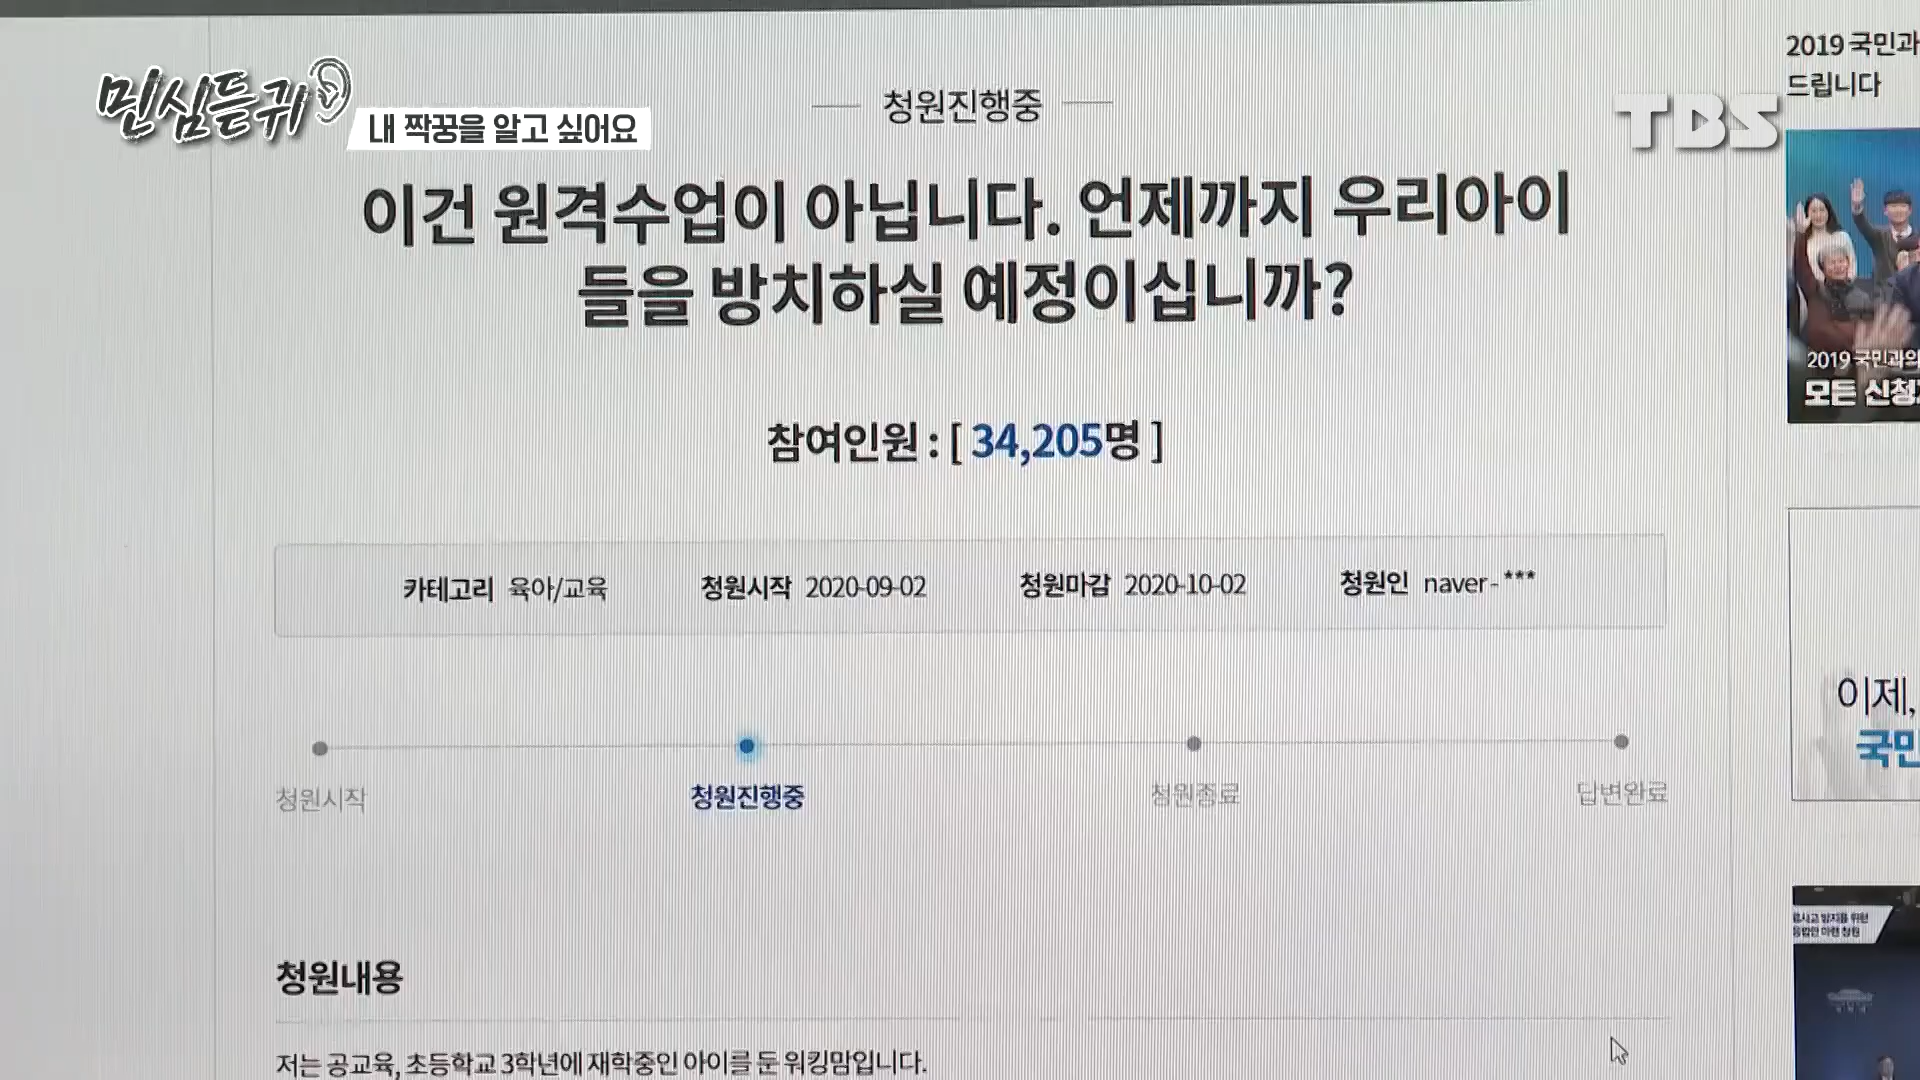 민심듣귀
내 짝꿍을 알고 싶어요
TBS
청원진행중
이건 원격수업이 아닙니다. 언제까지 우리아이
들을 방치하실 예정이십니까?
참여인원 : [ 34,205명 ]
카테고리 육아/교육 청원시작 2020-09-02 청원마감 2020-10-02 청원인 naver - ***
청원시작 청원진행중 청원종료 답변완료
청원내용
저는 공교육, 초등학교 3학년에 재학중인 아이를 둔 워킹맘입니다.
2019 국민과
드립니다
2019 국민과의
모든 신청
이제,
국민